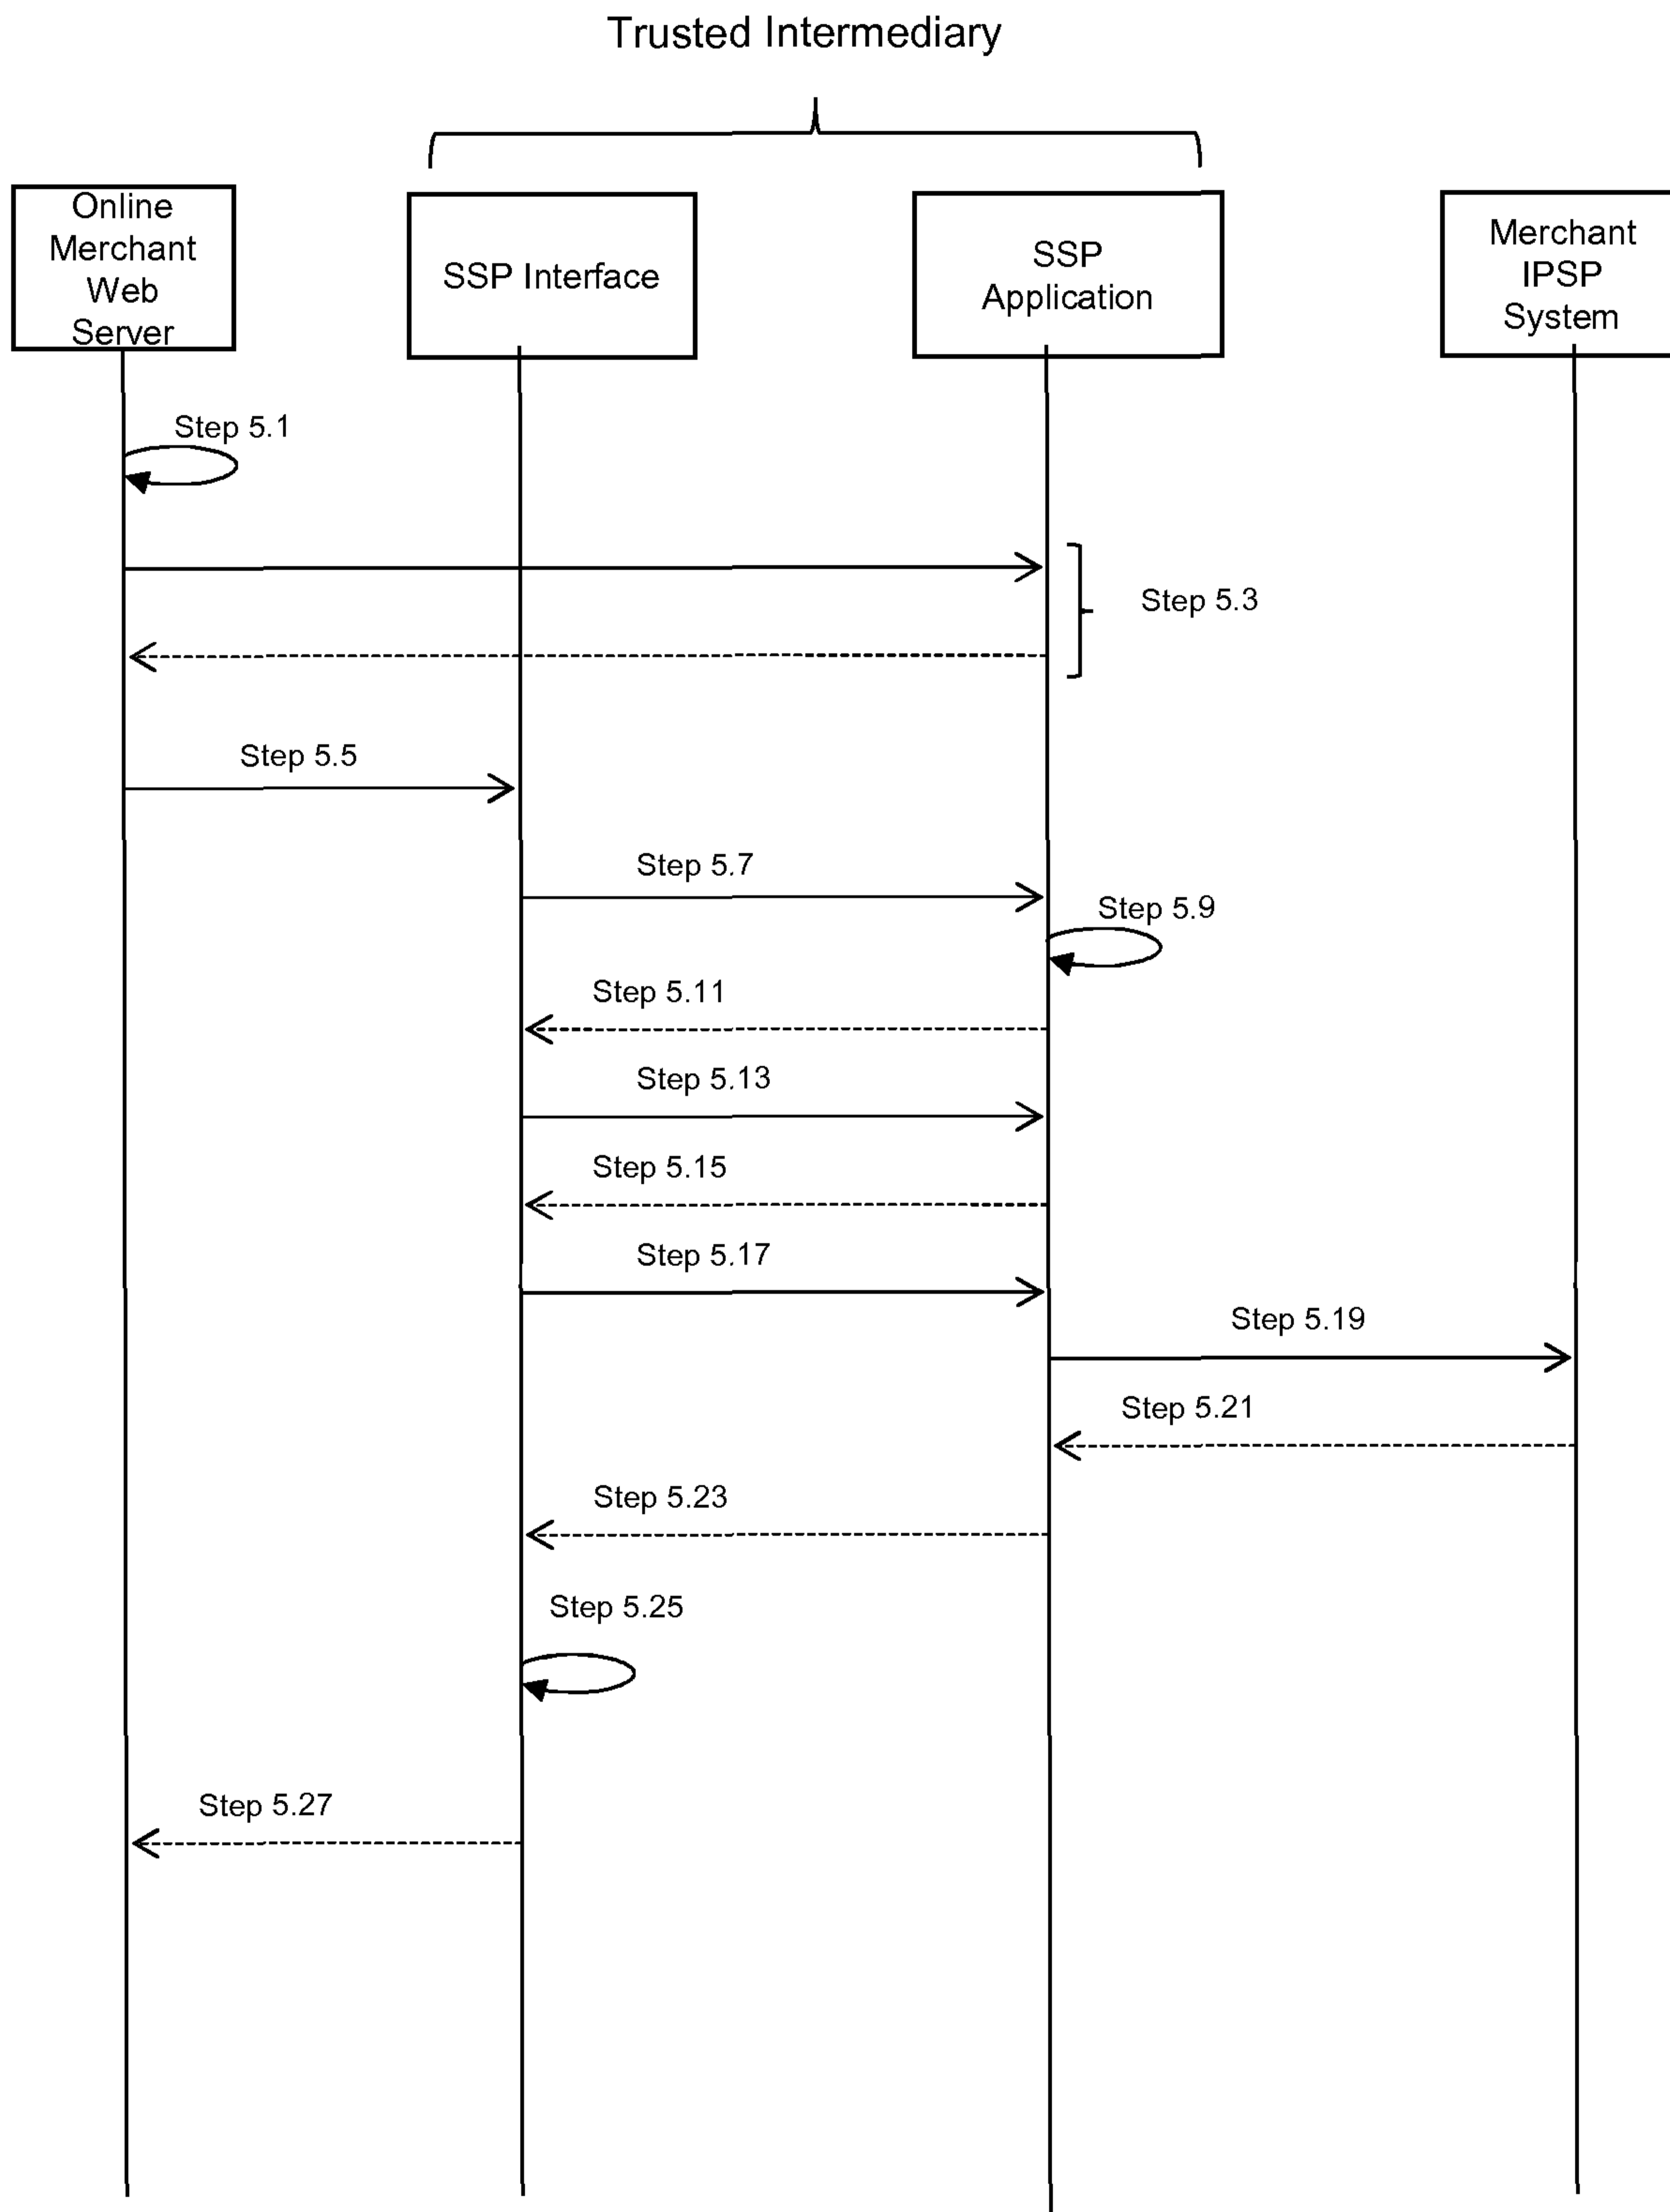 Trusted Intermediary
Online
Merchant
Web
Server
SSP Interface
SSP
Application
Merchant
IPSP
System
Step 5.1
Step 5.3
Step 5.5
Step 5.7
Step 5.9
Step 5.11
Step 5.13
Step 5.15
Step 5.17
Step 5.19
Step 5.21
Step 5.23
Step 5.25
Step 5.27